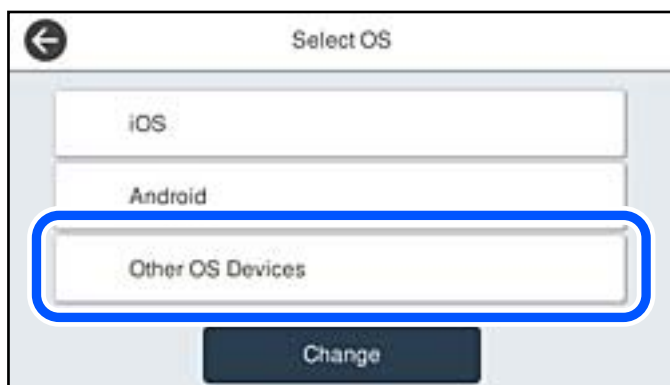 Select OS
iOS
Android
Other OS Devices
Change